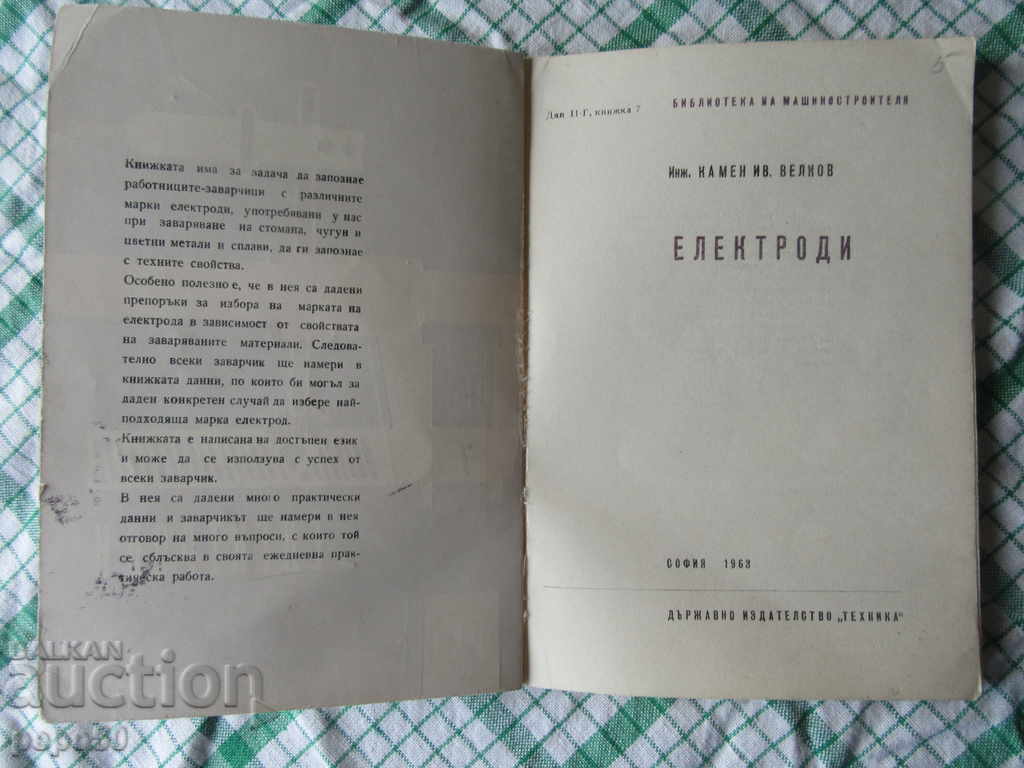 Книжката има за задача да запознае
работниците-заварчици с различните
марки електроди, употребявани у нас
при заваряване на стомана, чугун и
цветни метали и сплави, да ги запознае
с техните свойства.
Особено полезно е, че в нея са дадени
препоръки за избора на марката на
електрода в зависимост от свойствата
на заваряваните материали. Следова-
телно всеки заварчик ще намери в
книжката данни, по които би могъл за
даден конкретен случай да избере най-
подходяща марка електрод.
Книжката е написана на достъпен език
и може да се използува с успех от
всеки заварчик.
В нея са дадени много практически
данни и заварчикът ще намери в нея
отговор на много въпроси, с които той
се сблъсква в своята ежедневна прак-
тическа работа.
BALKAN
auction
pepo50
5
Дял II-Г, книжка 7
БИБЛИОТЕКА НА МАШИНОСТРОИТЕЛЯ
Инж. КАМЕН ИВ. ВЕЛКОВ
ЕЛЕКТРОДИ
СОФИЯ 1963
ДЪРЖАВНО ИЗДАТЕЛСТВО „ТЕХНИКА“